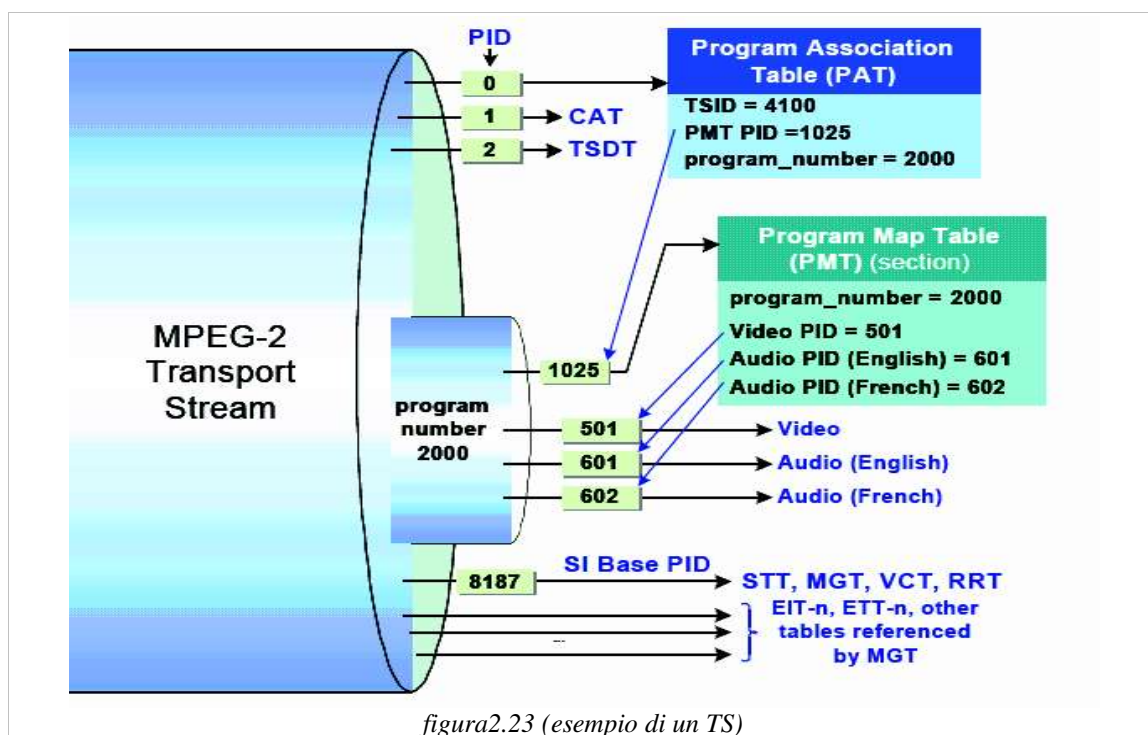 PID
0
1
CAT
2
TSDT
Program Association
Table (PAT)
TSID = 4100
PMT PID =1025
program_number = 2000
Program Map Table
(PMT) (section)
program_number = 2000
Video PID = 501
Audio PID (English) = 601
Audio PID (French) = 602
MPEG-2
Transport
Stream
program
number
2000
1025
501
Video
601
Audio (English)
602
Audio (French)
8187
SI Base PID
STT, MGT, VCT, RRT
EIT-n, ETT-n, other
tables referenced
by MGT
...
figura2.23 (esempio di un TS)